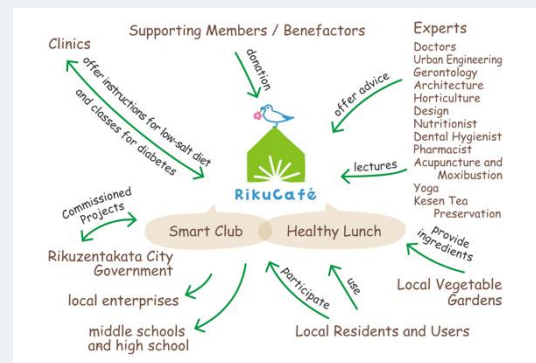 Supporting Members / Benefactors
Clinics
donation
offer instructions for low-salt diet
and classes for diabetes
Experts
Doctors
Urban Engineering
Gerontology
Architecture
Horticulture
Design
Nutritionist
Dental Hygienist
Pharmacist
Acupuncture and
Moxibustion
Yoga
Kesen Tea
Preservation
offer advice
lectures
RikuCafé
Commissioned
Projects
Smart Club
Healthy Lunch
Rikuzentakata City
Government
local enterprises
middle schools
and high school
participate
use
provide
ingredients
Local Vegetable
Gardens
Local Residents and Users